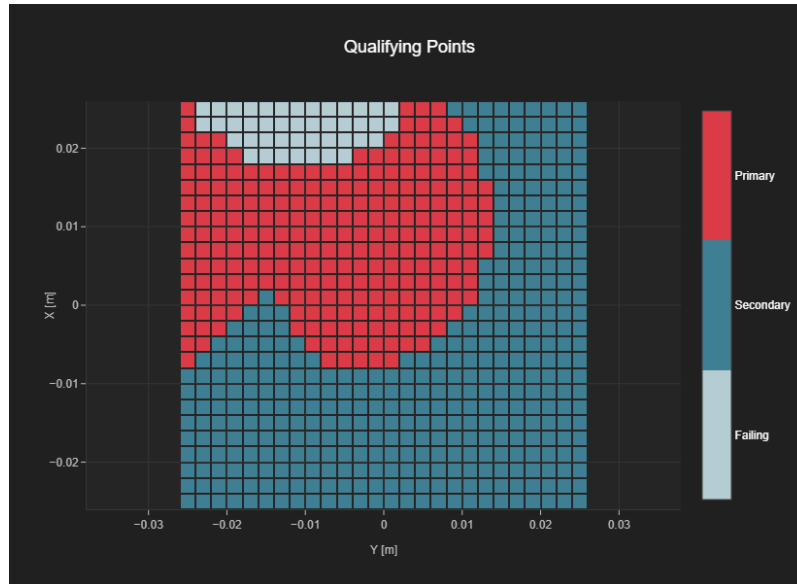 Qualifying Points
0.02
0.01
0
−0.01
−0.02
X [m]
−0.03
−0.02
−0.01
0
0.01
0.02
0.03
Y [m]
Primary
Secondary
Failing